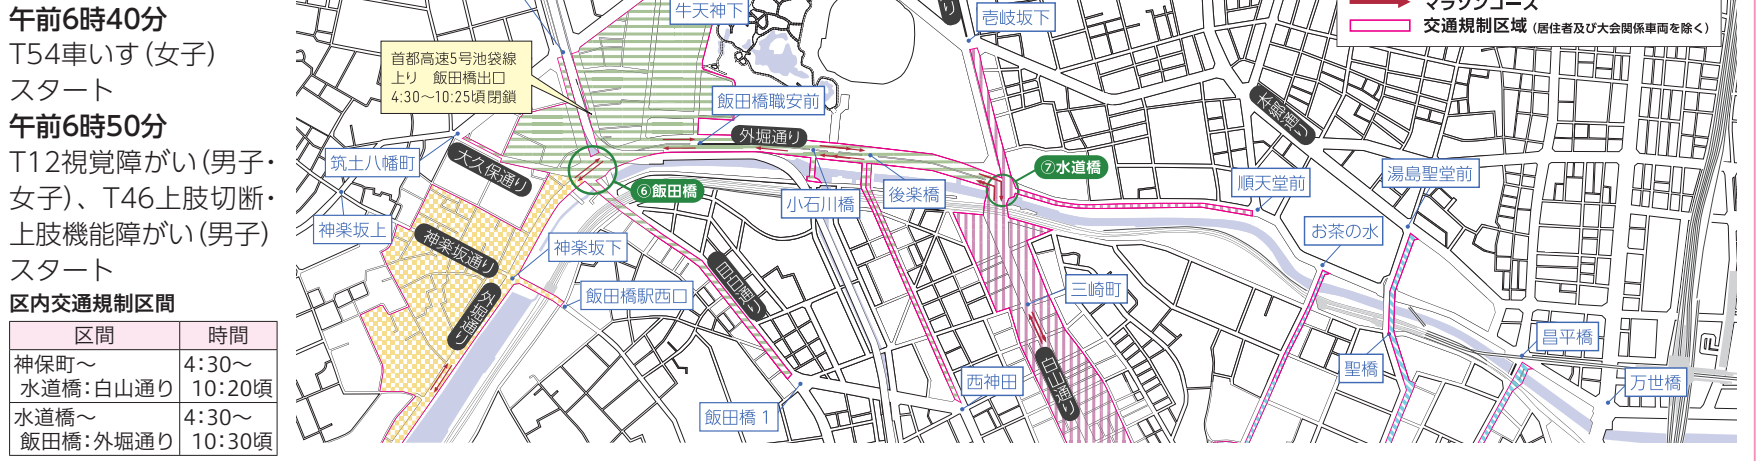 午前6時40分
T54車いす(女子)
スタート
午前6時50分
T12視覚障がい(男子・
女子)、T46上肢切断・
上肢機能障がい(男子)
スタート
区内交通規制区間
区間 時間
神保町～ 4:30～
水道橋:白山通り 10:20頃
水道橋～ 4:30～
飯田橋:外堀通り 10:30頃
首都高速5号池袋線
上り 飯田橋出口
4:30～10:25頃閉鎖
牛天神下
壱岐坂下
マラソンコース
交通規制区域 (居住者及び大会関係車両を除く)
飯田橋職安前
外堀通り
本郷通り
筑土八幡町
大久保通り
⑥飯田橋
⑦水道橋
湯島聖堂前
順天堂前
小石川橋
後楽橋
神楽坂上
神楽坂通り
神楽坂下
お茶の水
目白通り
飯田橋駅西口
三崎町
外堀通り
昌平橋
聖橋
白山通り
西神田
万世橋
飯田橋1